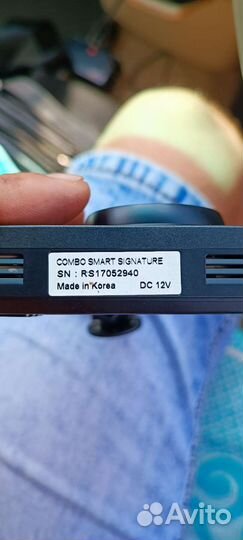 COMBO SMART SIGNATURE
SN : RS17052940
Made in Korea DC 12V
Avito